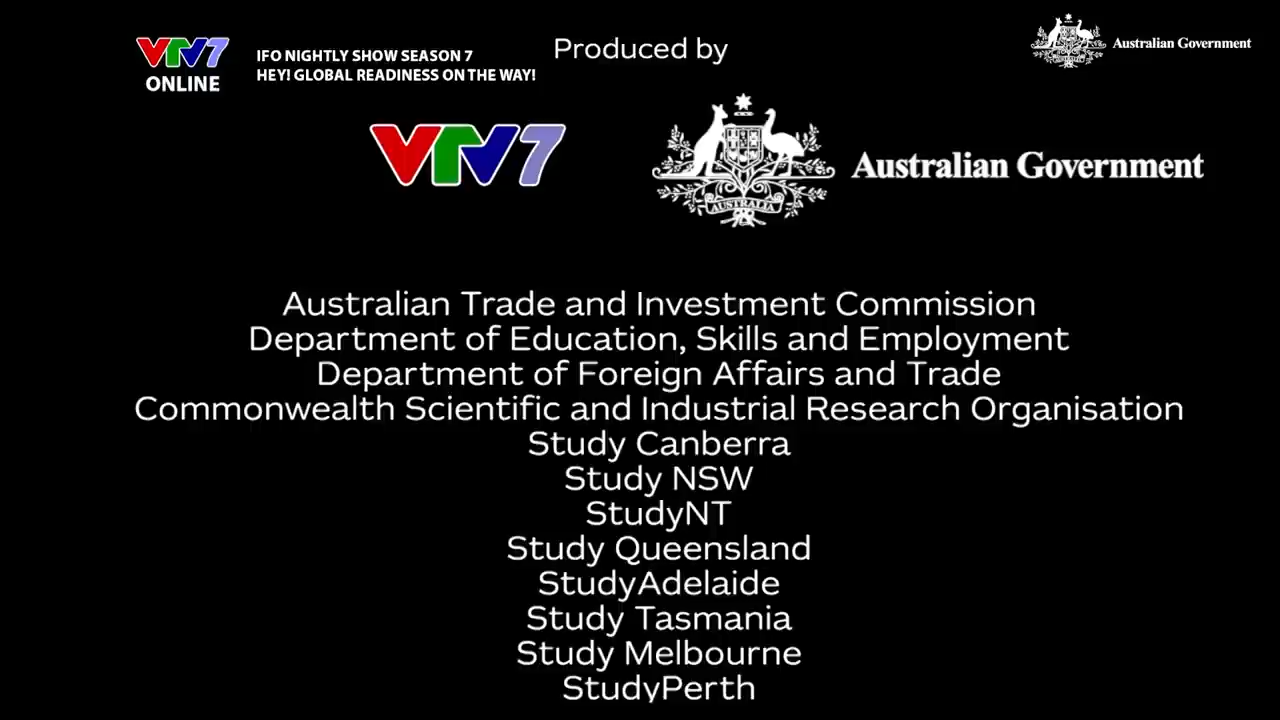 VTV7
ONLINE
IFO NIGHTLY SHOW SEASON 7
HEY! GLOBAL READINESS ON THE WAY!
Produced by
Australian Government
VTV7
AUSTRALIA
Australian Government
Australian Trade and Investment Commission
Department of Education, Skills and Employment
Department of Foreign Affairs and Trade
Commonwealth Scientific and Industrial Research Organisation
Study Canberra
Study NSW
StudyNT
Study Queensland
StudyAdelaide
Study Tasmania
Study Melbourne
StudyPerth